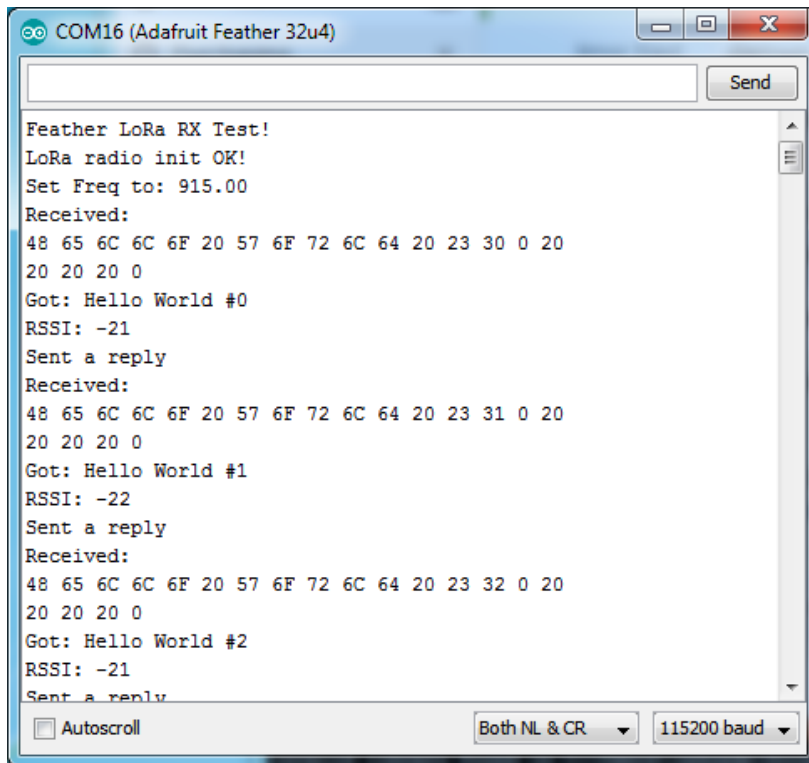 COM16 (Adafruit Feather 32u4)
Send
Feather LoRa RX Test!
LoRa radio init OK!
Set Freq to: 915.00
Received:
48 65 6C 6C 6F 20 57 6F 72 6C 64 20 23 30 0 20
20 20 20 0
Got: Hello World #0
RSSI: -21
Sent a reply
Received:
48 65 6C 6C 6F 20 57 6F 72 6C 64 20 23 31 0 20
20 20 20 0
Got: Hello World #1
RSSI: -22
Sent a reply
Received:
48 65 6C 6C 6F 20 57 6F 72 6C 64 20 23 32 0 20
20 20 20 0
Got: Hello World #2
RSSI: -21
Sent a reply
Autoscroll
Both NL & CR
115200 baud